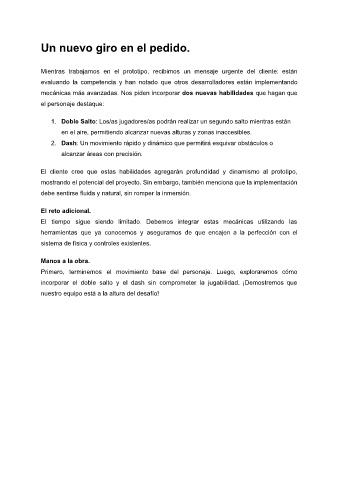 Un nuevo giro en el pedido.
Mientras trabajamos en el prototipo, recibimos un mensaje urgente del cliente: están
evaluando la competencia y han notado que otros desarrolladores están implementando
mecánicas más avanzadas. Nos piden incorporar dos nuevas habilidades que hagan que
el personaje destaque:
1. Doble Salto: Los/as jugadores/as podrán realizar un segundo salto mientras están
en el aire, permitiendo alcanzar nuevas alturas y zonas inaccesibles.
2. Dash: Un movimiento rápido y dinámico que permitirá esquivar obstáculos o
alcanzar áreas con precisión.
El cliente cree que estas habilidades agregarán profundidad y dinamismo al prototipo,
mostrando el potencial del proyecto. Sin embargo, también menciona que la implementación
debe sentirse fluida y natural, sin romper la inmersión.
El reto adicional.
El tiempo sigue siendo limitado. Debemos integrar estas mecánicas utilizando las
herramientas que ya conocemos y asegurarnos de que encajen a la perfección con el
sistema de física y controles existentes.
Manos a la obra.
Primero, terminemos el movimiento base del personaje. Luego, exploraremos cómo
incorporar el doble salto y el dash sin comprometer la jugabilidad. ¡Demostremos que
nuestro equipo está a la altura del desafío!